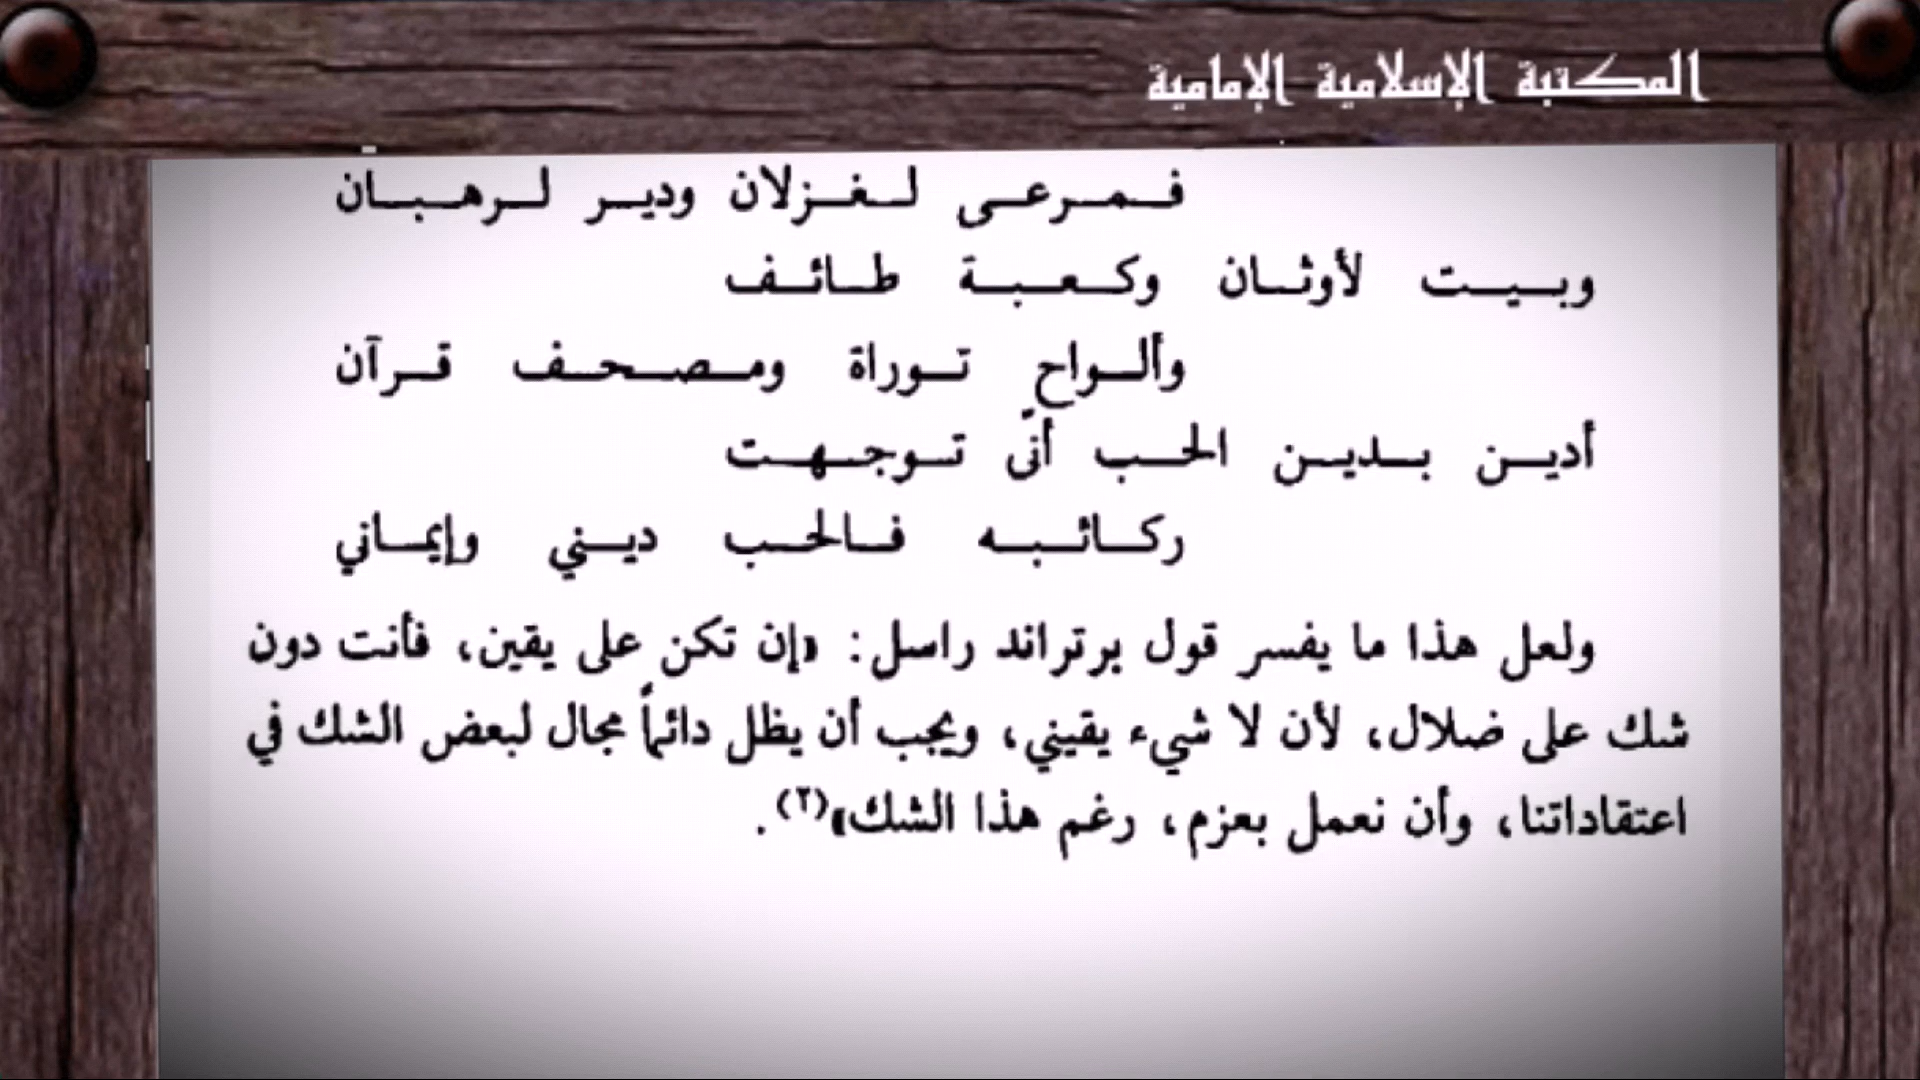 المكتبة الإسلامية الإمامية
فمرعى لغزلان ودير لرهبان
وبيت لأوثان وكعبة طائف
وألواح توراة ومصحف قرآن
أدين بدين الحب أنّى توجهت
ركائبه فالحب ديني وإيماني
ولعل هذا ما يفسر قول برتراند راسل: «إن تكن على يقين، فأنت دون
شك على ضلال، لأن لا شيء يقيني، ويجب أن يظل دائماً مجال لبعض الشك في
اعتقاداتنا، وأن نعمل بعزم، رغم هذا الشك»(٢).